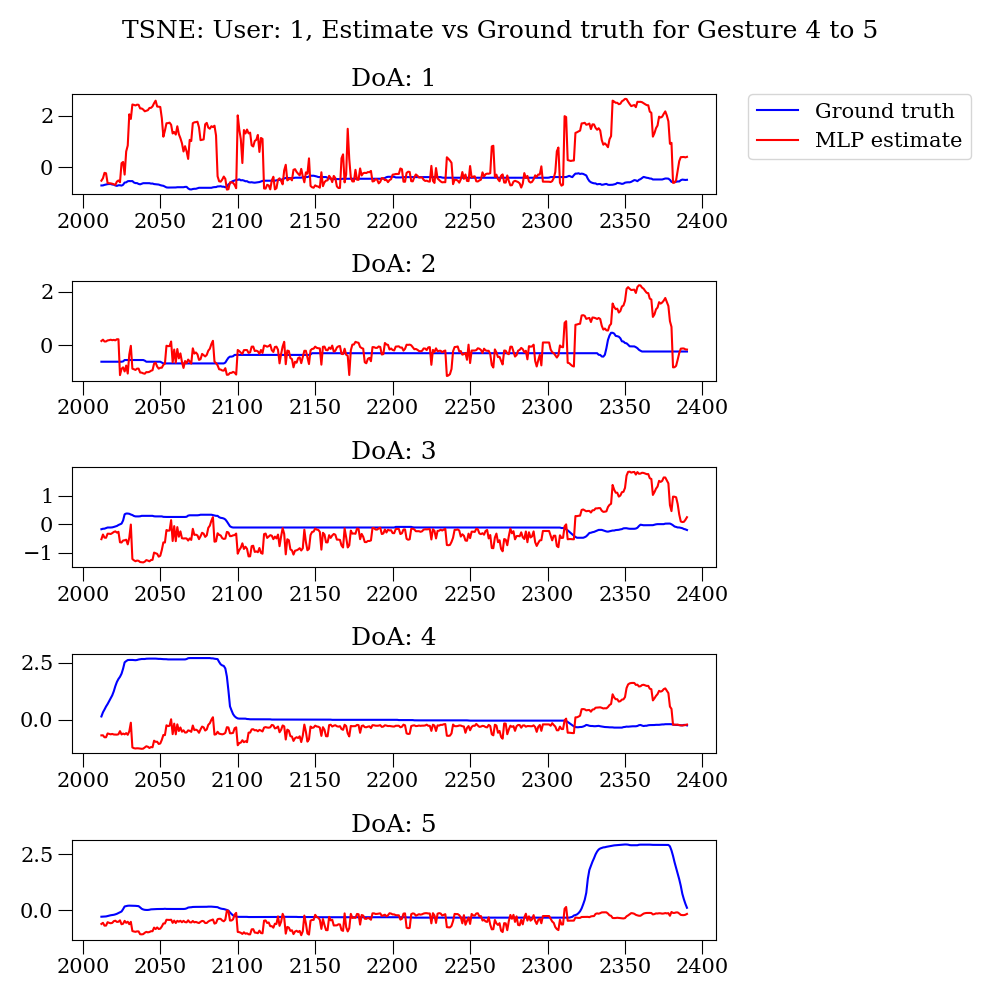 TSNE: User: 1, Estimate vs Ground truth for Gesture 4 to 5
DoA: 1
Ground truth
MLP estimate
2
0
2000 2050 2100 2150 2200 2250 2300 2350 2400
DoA: 2
2
0
2000 2050 2100 2150 2200 2250 2300 2350 2400
DoA: 3
1
0
−1
2000 2050 2100 2150 2200 2250 2300 2350 2400
DoA: 4
2.5
0.0
2000 2050 2100 2150 2200 2250 2300 2350 2400
DoA: 5
2.5
0.0
2000 2050 2100 2150 2200 2250 2300 2350 2400